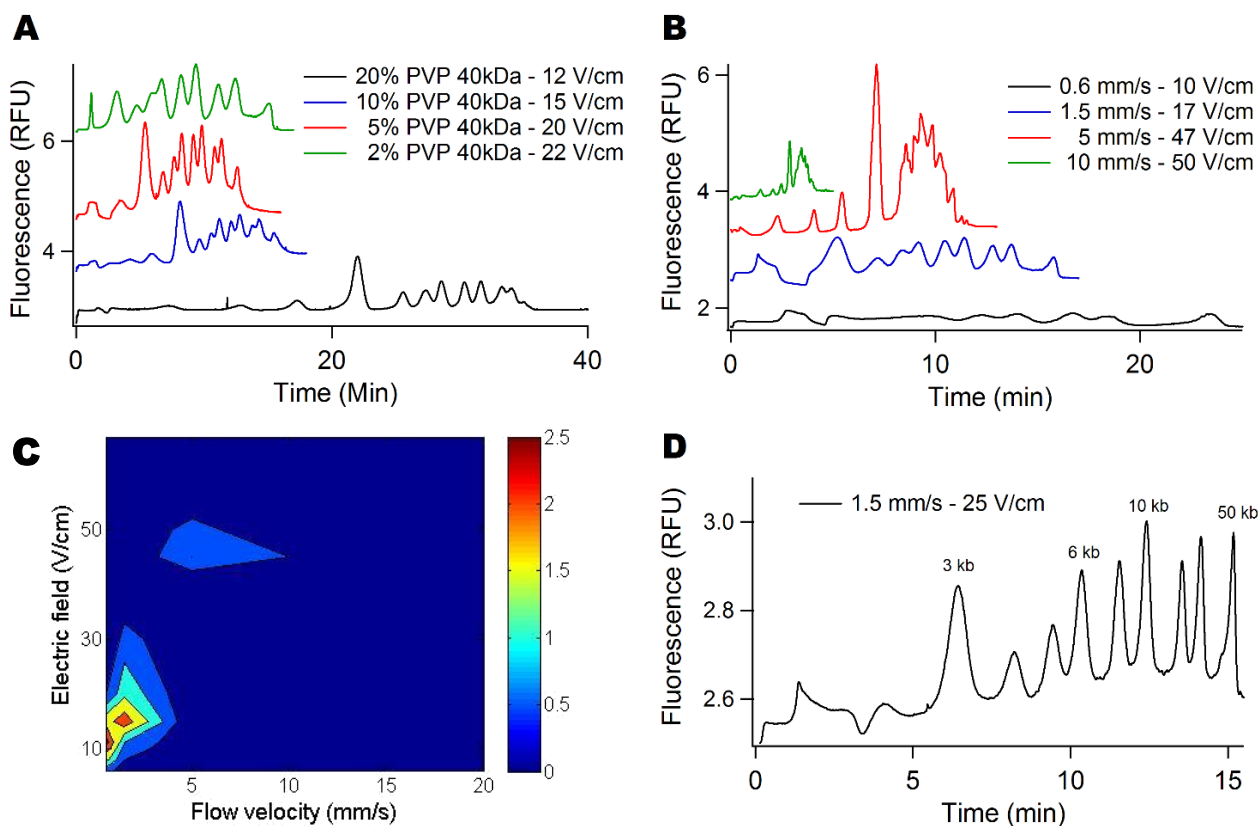 A
20% PVP 40kDa - 12 V/cm
10% PVP 40kDa - 15 V/cm
5% PVP 40kDa - 20 V/cm
2% PVP 40kDa - 22 V/cm
Fluorescence (RFU)
6
4
0 20 40
Time (Min)
B
0.6 mm/s - 10 V/cm
1.5 mm/s - 17 V/cm
5 mm/s - 47 V/cm
10 mm/s - 50 V/cm
Fluorescence (RFU)
6
4
2
0 10 20
Time (min)
C
Electric field (V/cm)
50
30
10
5 10 15 20
Flow velocity (mm/s)
2.5
2
1.5
1
0.5
0
D
1.5 mm/s - 25 V/cm
3 kb
6 kb
10 kb
50 kb
Fluorescence (RFU)
3.0
2.8
2.6
0 5 10 15
Time (min)